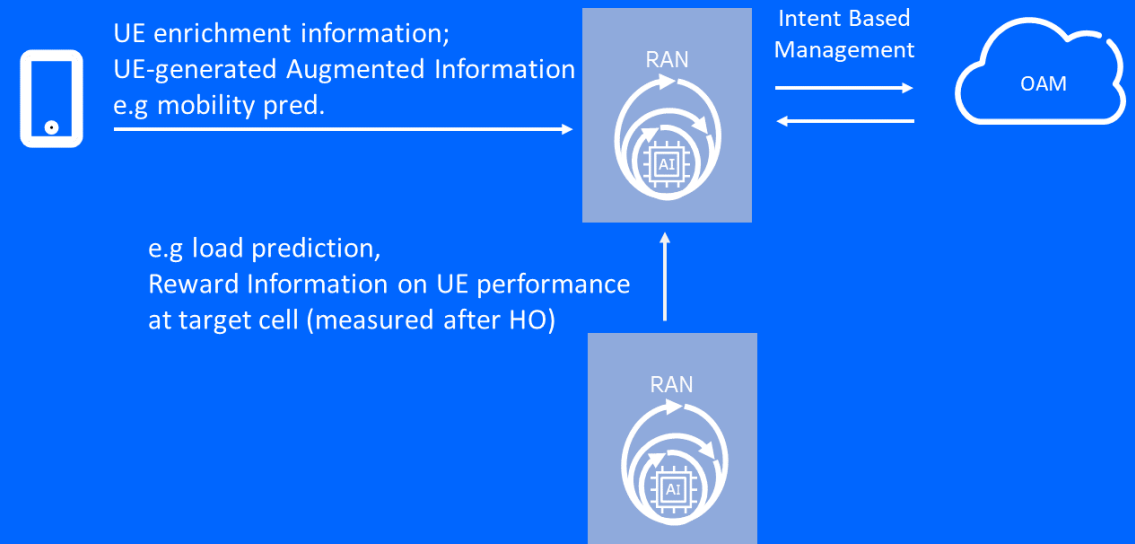 UE enrichment information;
UE-generated Augmented Information
e.g mobility pred.
RAN
AI
Intent Based
Management
OAM
e.g load prediction,
Reward Information on UE performance
at target cell (measured after HO)
RAN
AI